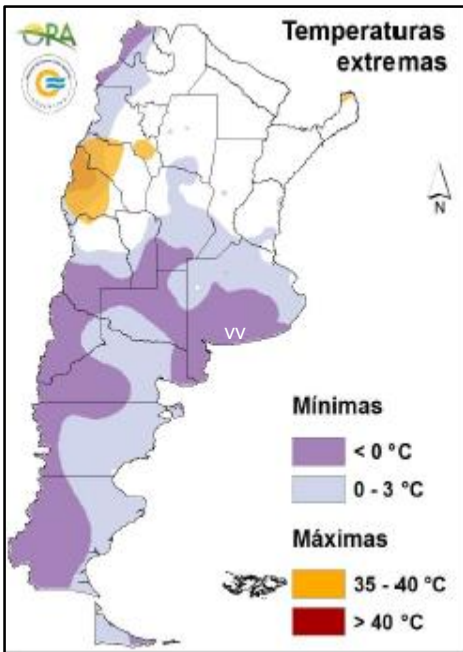 ORA
Temperaturas
extremas
N
vv
Mínimas
< 0 °C
0 - 3 °C
Máximas
35 - 40 °C
> 40 °C